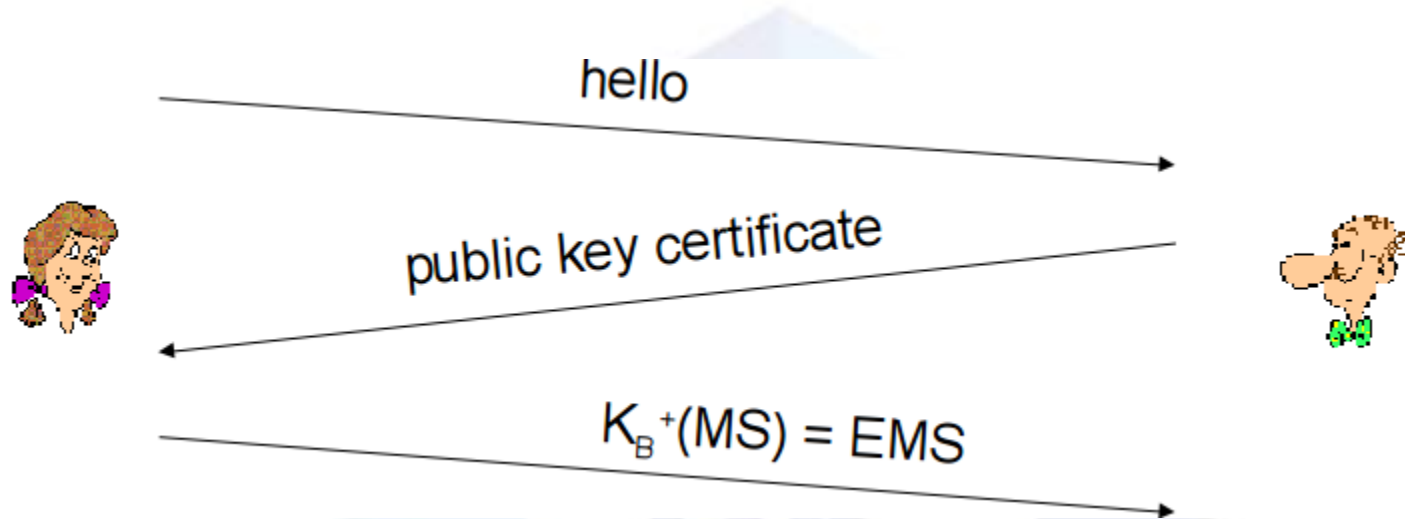 hello
public key certificate
K_B^+(MS) = EMS